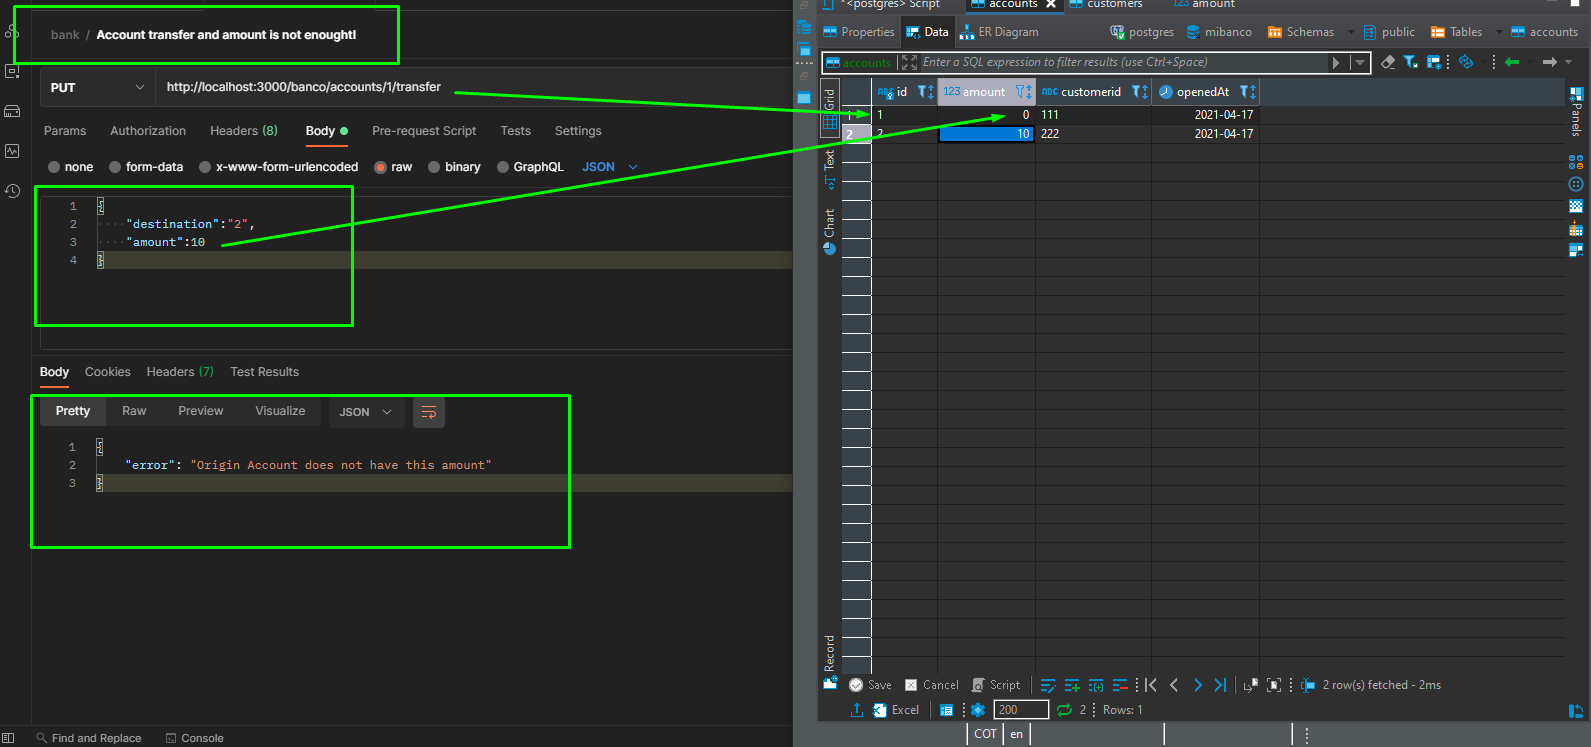 bank / Account transfer and amount is not enought!
PUT http://localhost:3000/banco/accounts/1/transfer
Params Authorization Headers (8) Body Pre-request Script Tests Settings
none form-data x-www-form-urlencoded raw binary GraphQL JSON
1 {
2 "destination":"2",
3 "amount":10
4 }
Body Cookies Headers (7) Test Results
Pretty Raw Preview Visualize JSON
1 {
2 "error": "Origin Account does not have this amount"
3 }
Find and Replace Console
*<postgres> Script accounts customers 123 amount
Properties Data ER Diagram postgres mibanco Schemas public Tables accounts
accounts Enter a SQL expression to filter results (use Ctrl+Space)
Grid
Text
Chart
Record
ABC id 123 amount ABC customerid openedAt
1 1 0 111 2021-04-17
2 2 10 222 2021-04-17
Panels
Save Cancel Script 2 row(s) fetched - 2ms
Excel 200 2 Rows: 1
COT en